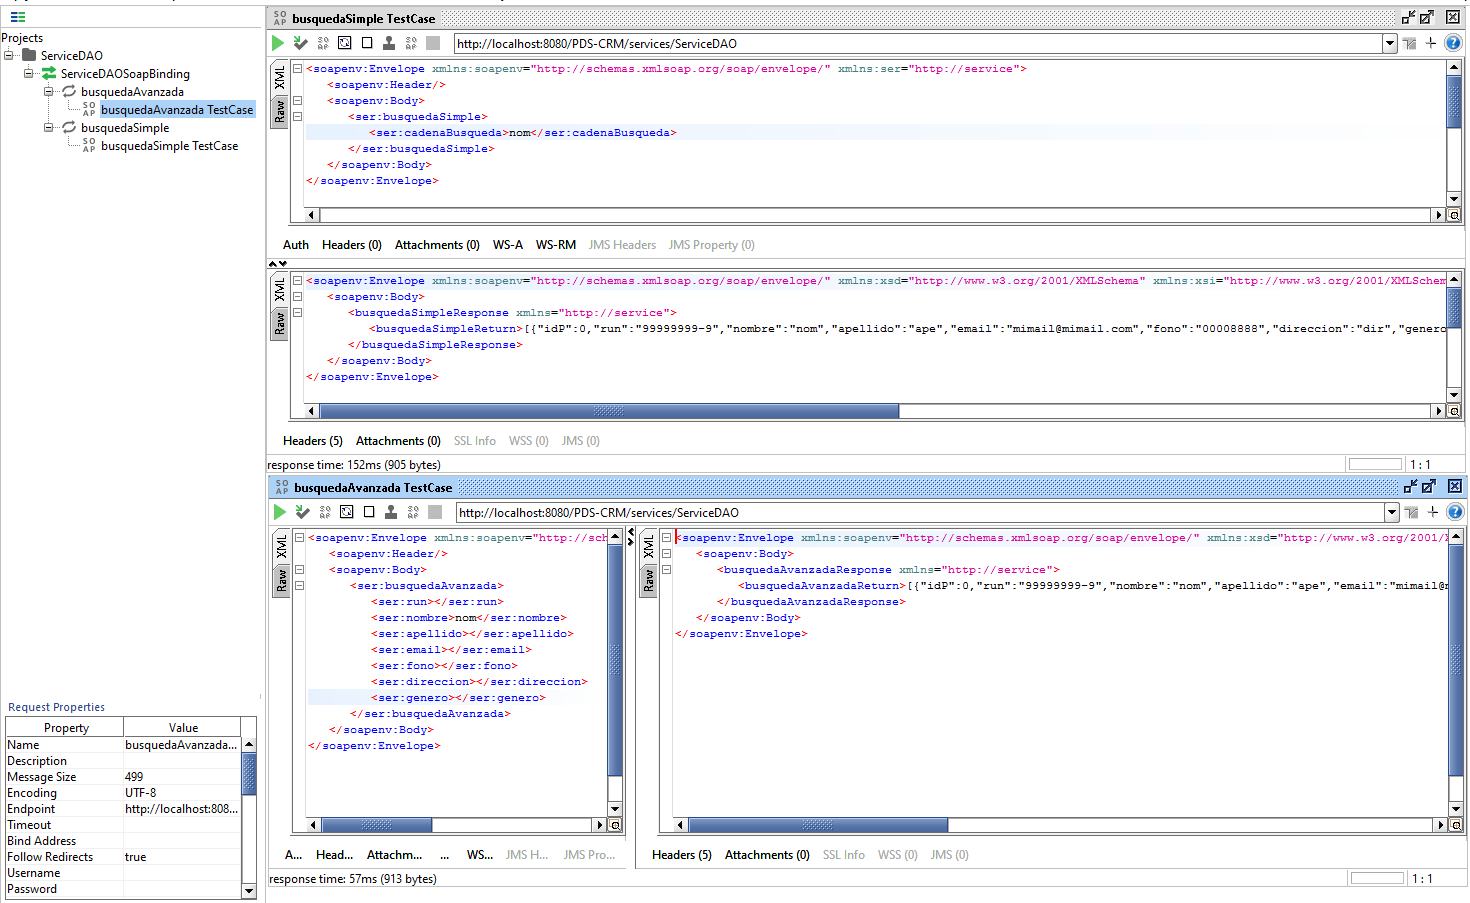 Projects
ServiceDAO
ServiceDAOSoapBinding
busquedaAvanzada
SO AP busquedaAvanzada TestCase
busquedaSimple
SO AP busquedaSimple TestCase
Request Properties
Property Value
Name busquedaAvanzada...
Description
Message Size 499
Encoding UTF-8
Endpoint http://localhost:808...
Timeout
Bind Address
Follow Redirects true
Username
Password
SO AP busquedaSimple TestCase
http://localhost:8080/PDS-CRM/services/ServiceDAO
XML
Raw
<soapenv:Envelope xmlns:soapenv="http://schemas.xmlsoap.org/soap/envelope/" xmlns:ser="http://service">
<soapenv:Header/>
<soapenv:Body>
<ser:busquedaSimple>
<ser:cadenaBusqueda>nom</ser:cadenaBusqueda>
</ser:busquedaSimple>
</soapenv:Body>
</soapenv:Envelope>
Auth Headers (0) Attachments (0) WS-A WS-RM JMS Headers JMS Property (0)
XML
Raw
<soapenv:Envelope xmlns:soapenv="http://schemas.xmlsoap.org/soap/envelope/" xmlns:xsd="http://www.w3.org/2001/XMLSchema" xmlns:xsi="http://www.w3.org/2001/XMLSchem
<soapenv:Body>
<busquedaSimpleResponse xmlns="http://service">
<busquedaSimpleReturn>[{"idP":0,"run":"99999999-9","nombre":"nom","apellido":"ape","email":"mimail@mimail.com","fono":"00008888","direccion":"dir","genero
</busquedaSimpleResponse>
</soapenv:Body>
</soapenv:Envelope>
Headers (5) Attachments (0) SSL Info WSS (0) JMS (0)
response time: 152ms (905 bytes) 1 : 1
SO AP busquedaAvanzada TestCase
http://localhost:8080/PDS-CRM/services/ServiceDAO
XML
Raw
<soapenv:Envelope xmlns:soapenv="http://sch
<soapenv:Header/>
<soapenv:Body>
<ser:busquedaAvanzada>
<ser:run></ser:run>
<ser:nombre>nom</ser:nombre>
<ser:apellido></ser:apellido>
<ser:email></ser:email>
<ser:fono></ser:fono>
<ser:direccion></ser:direccion>
<ser:genero></ser:genero>
</ser:busquedaAvanzada>
</soapenv:Body>
</soapenv:Envelope>
A... Head... Attachm... ... WS... JMS H... JMS Pro...
XML
Raw
<soapenv:Envelope xmlns:soapenv="http://schemas.xmlsoap.org/soap/envelope/" xmlns:xsd="http://www.w3.org/2001/X
<soapenv:Body>
<busquedaAvanzadaResponse xmlns="http://service">
<busquedaAvanzadaReturn>[{"idP":0,"run":"99999999-9","nombre":"nom","apellido":"ape","email":"mimail@m
</busquedaAvanzadaResponse>
</soapenv:Body>
</soapenv:Envelope>
Headers (5) Attachments (0) SSL Info WSS (0) JMS (0)
response time: 57ms (913 bytes) 1 : 1